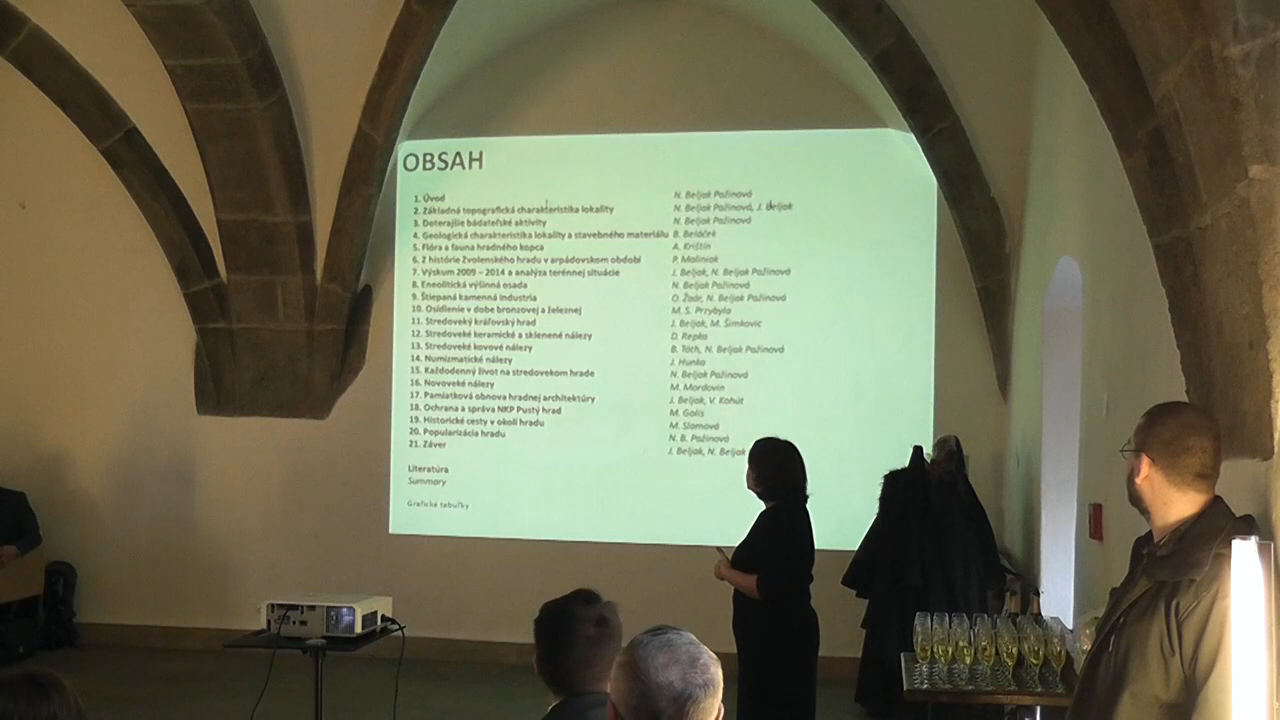 OBSAH
1. Úvod N. Beljak Pažinová
2. Základná topografická charakteristika lokality N. Beljak Pažinová, J. Beljak
3. Doterajšie bádateľské aktivity N. Beljak Pažinová
4. Geologická charakteristika lokality a stavebného materiálu B. Beláček
5. Flóra a fauna hradného kopca A. Krištín
6. Z histórie Zvolenského hradu v arpádovskom období P. Maliniak
7. Výskum 2009 – 2014 a analýza terénnej situácie J. Beljak, N. Beljak Pažinová
8. Eneolitická výšinná osada N. Beljak Pažinová
9. Štiepaná kamenná industria O. Žaár, N. Beljak Pažinová
10. Osídlenie v dobe bronzovej a železnej M. S. Przybyła
11. Stredoveký kráľovský hrad J. Beljak, M. Šimkovic
12. Stredoveké keramické a sklenené nálezy D. Repka
13. Stredoveké kovové nálezy B. Tóth, N. Beljak Pažinová
14. Numizmatické nálezy J. Hunka
15. Každodenný život na stredovekom hrade N. Beljak Pažinová
16. Novoveké nálezy M. Mordovin
17. Pamiatková obnova hradnej architektúry J. Beljak, V. Kohút
18. Ochrana a správa NKP Pustý hrad M. Galis
19. Historické cesty v okolí hradu M. Slamová
20. Popularizácia hradu N. B. Pažinová
21. Záver J. Beljak, N. Beljak
Literatúra
Summary
Grafické tabuľky